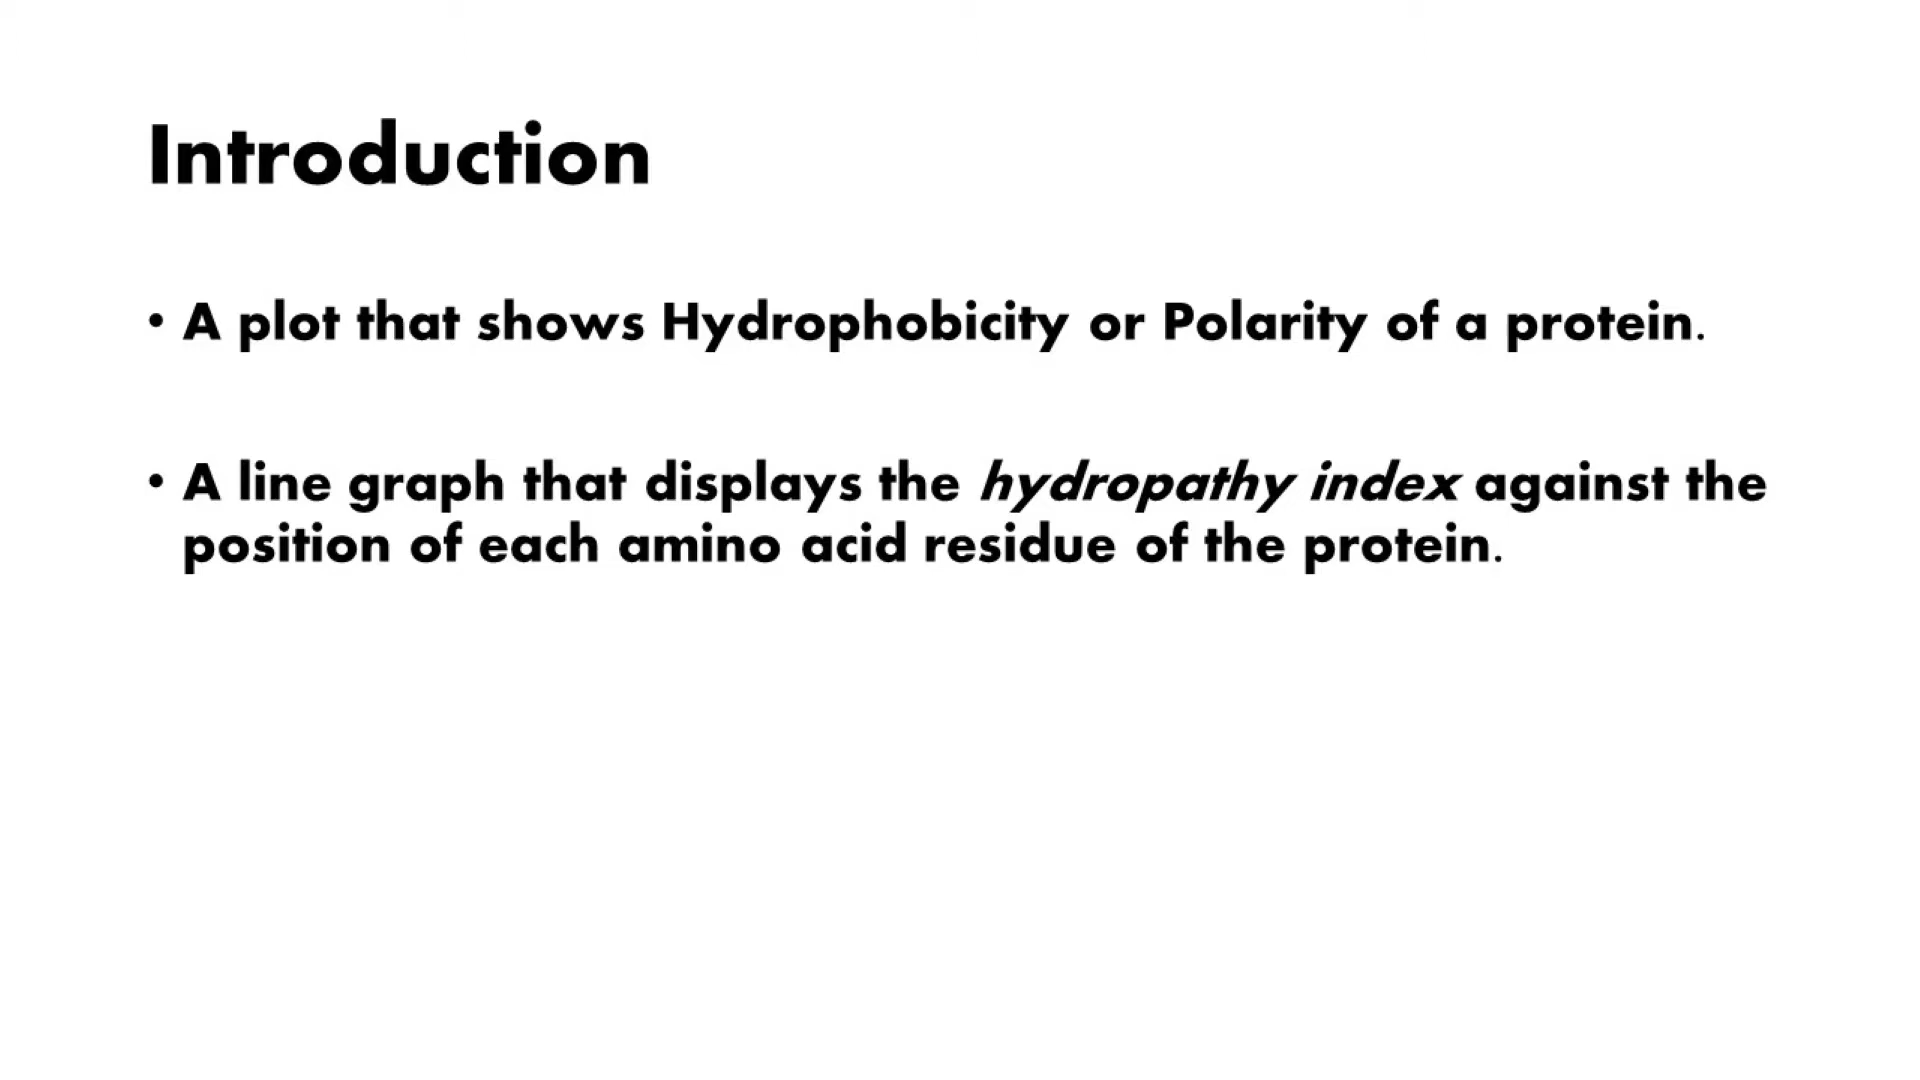 Introduction
• A plot that shows Hydrophobicity or Polarity of a protein.
• A line graph that displays the hydropathy index against the
position of each amino acid residue of the protein.